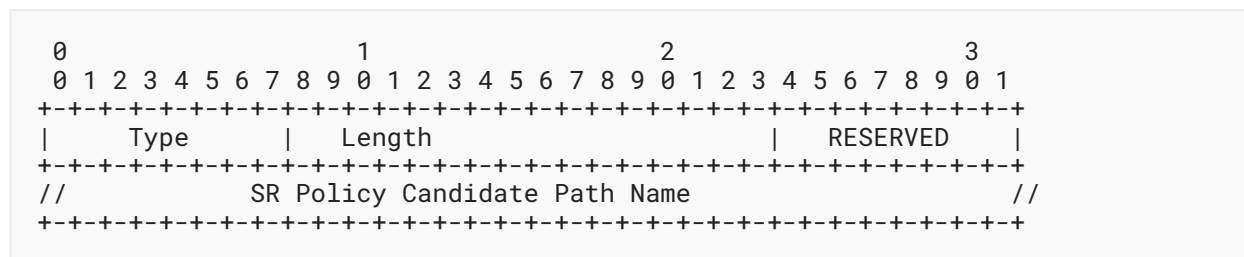 0                   1                   2                   3
 0 1 2 3 4 5 6 7 8 9 0 1 2 3 4 5 6 7 8 9 0 1 2 3 4 5 6 7 8 9 0 1
+-+-+-+-+-+-+-+-+-+-+-+-+-+-+-+-+-+-+-+-+-+-+-+-+-+-+-+-+-+-+-+-+
|     Type      |   Length                      |   RESERVED    |
+-+-+-+-+-+-+-+-+-+-+-+-+-+-+-+-+-+-+-+-+-+-+-+-+-+-+-+-+-+-+-+-+
//            SR Policy Candidate Path Name                     //
+-+-+-+-+-+-+-+-+-+-+-+-+-+-+-+-+-+-+-+-+-+-+-+-+-+-+-+-+-+-+-+-+